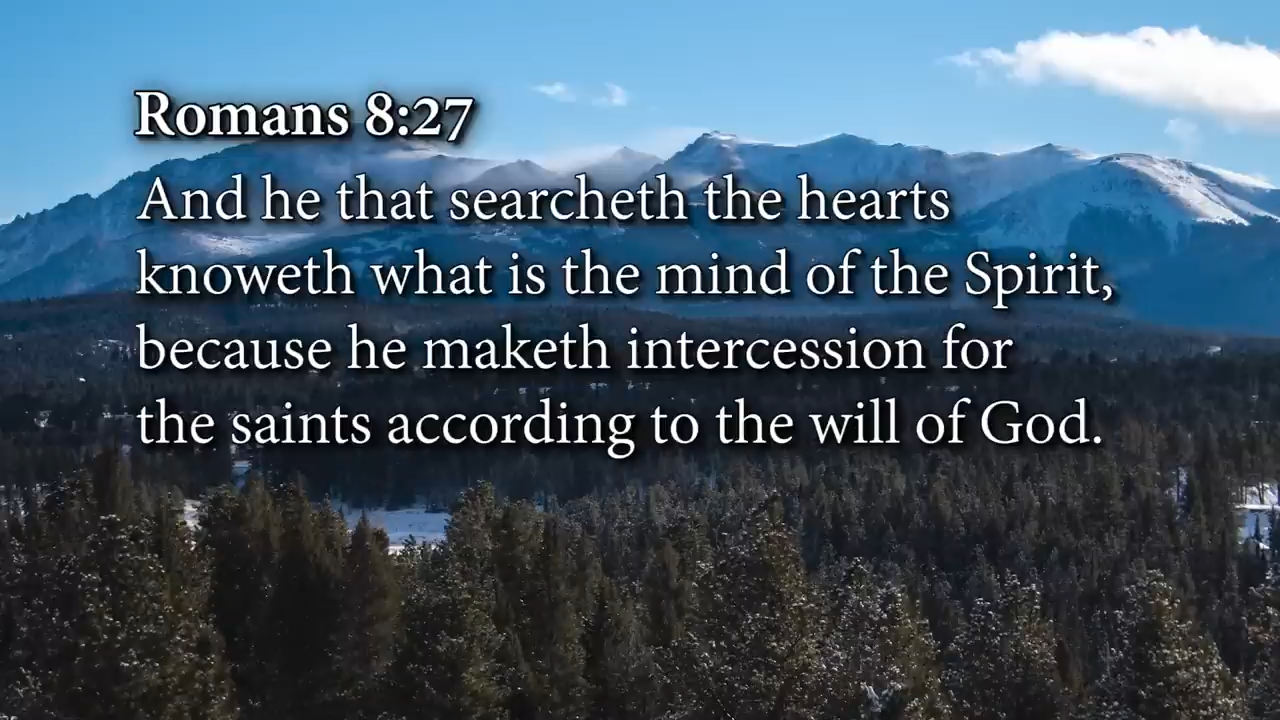 Romans 8:27
And he that searcheth the hearts
knoweth what is the mind of the Spirit,
because he maketh intercession for
the saints according to the will of God.